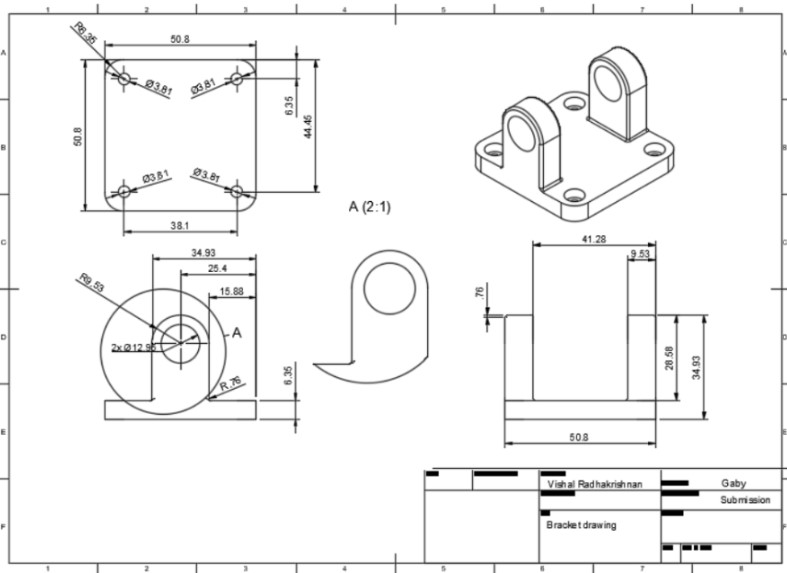 1 2 3 4 5 6 7 8
A A
B B
C C
D D
E E
F F
R6.35
50.8
Ø3.81
Ø3.81
6.35
44.45
50.8
Ø3.81
Ø3.81
38.1
A (2:1)
34.93
25.4
15.88
R9.53
A
R.76
6.35
41.28
9.53
.76
28.58
34.93
50.8
Vishal Radhakrishnan
Gaby
Submission
Bracket drawing
1 2 3 4 5 6 7 8